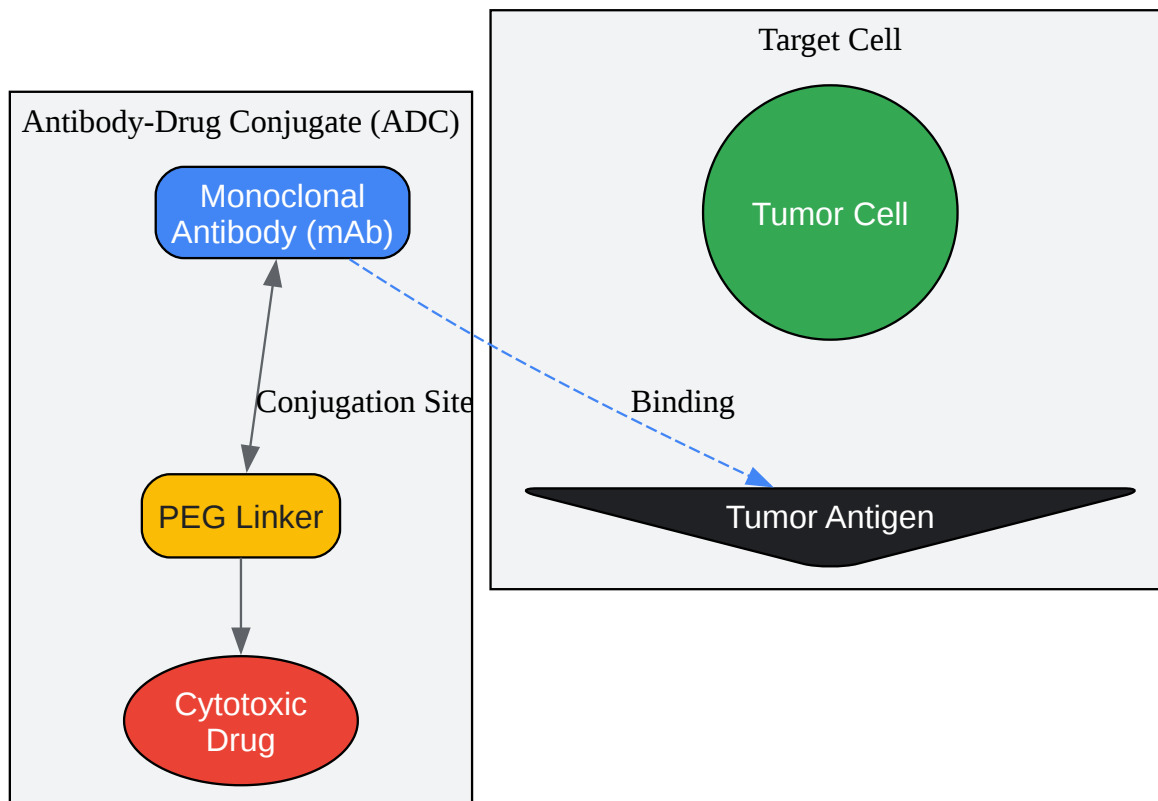 Target Cell
Tumor Cell
Binding
Tumor Antigen
Antibody-Drug Conjugate (ADC)
Monoclonal
Antibody (mAb)
Conjugation Site
PEG Linker
Cytotoxic
Drug